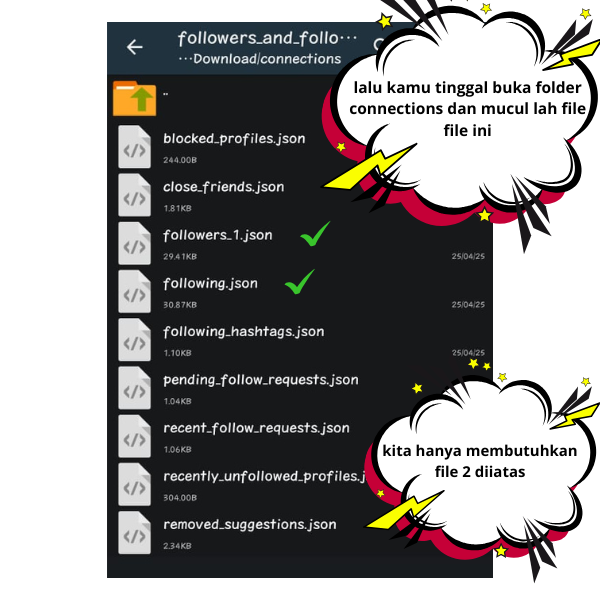 followers_and_follo...
...Download/connections
lalu kamu tinggal buka folder
connections dan mucul lah file
file ini
..
blocked_profiles.json
244.00B
close_friends.json
1.81KB
followers_1.json
29.41KB
25/04/25
following.json
30.87KB
25/04/25
following_hashtags.json
1.10KB
25/04/25
pending_follow_requests.json
1.04KB
recent_follow_requests.json
1.06KB
kita hanya membutuhkan
file 2 diiatas
recently_unfollowed_profiles.j
304.00B
removed_suggestions.json
2.34KB